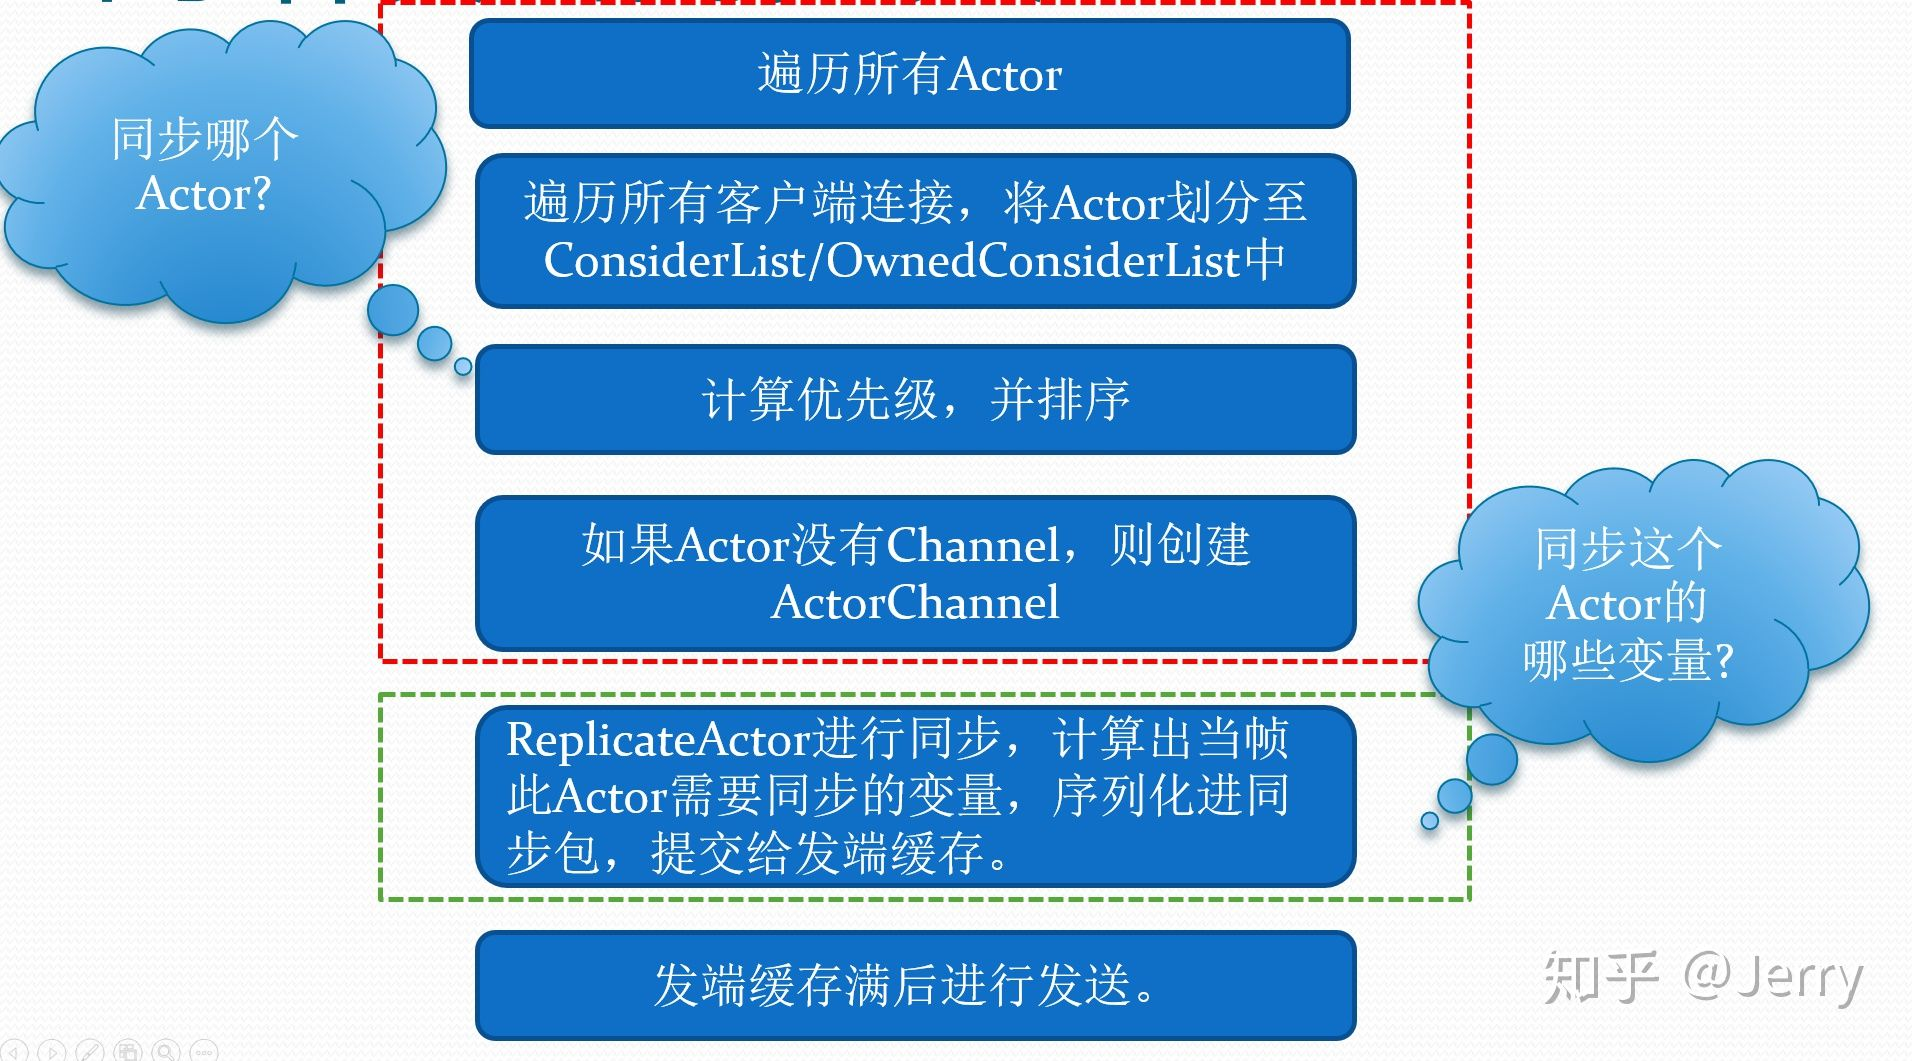 同步哪个
Actor?
遍历所有Actor
遍历所有客户端连接，将Actor划分至
ConsiderList/OwnedConsiderList中
计算优先级，并排序
如果Actor没有Channel，则创建
ActorChannel
同步这个
Actor的
哪些变量?
ReplicateActor进行同步，计算出当帧
此Actor需要同步的变量，序列化进同
步包，提交给发端缓存。
发端缓存满后进行发送。
知乎 @Jerry